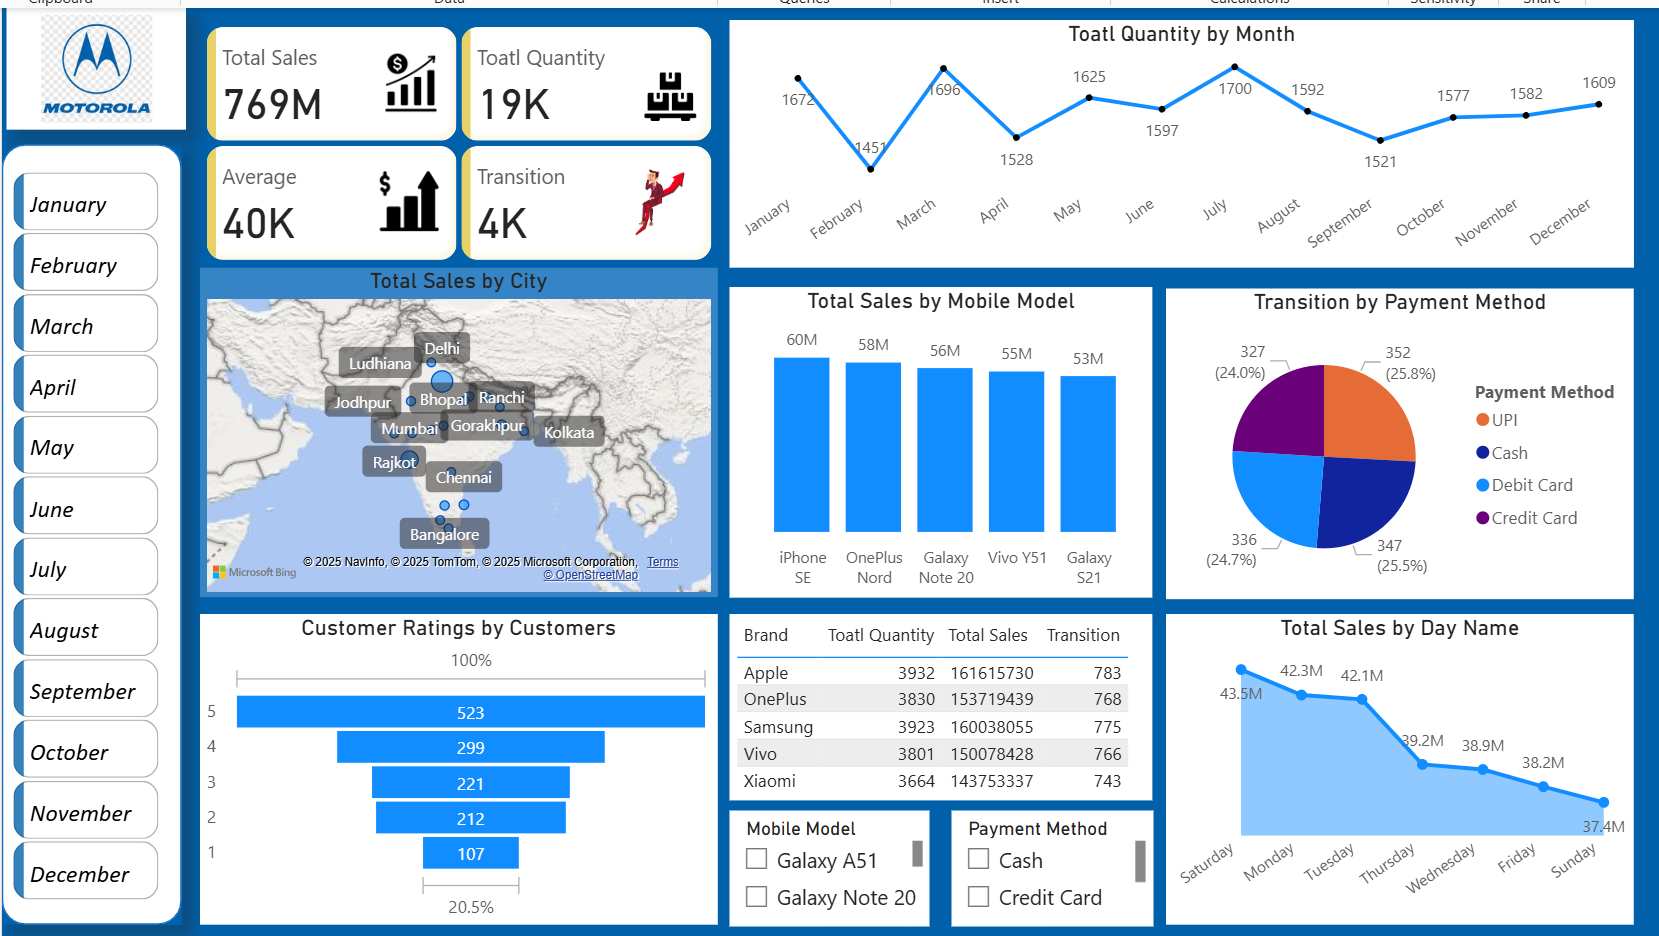 MOTOROLA
January
February
March
April
May
June
July
August
September
October
November
December
Total Sales
769M
Toatl Quantity
19K
Average
40K
Transition
4K
Toatl Quantity by Month
1672
1451
1696
1528
1625
1597
1700
1592
1521
1577
1582
1609
January
February
March
April
May
June
July
August
September
October
November
December
Total Sales by City
Delhi
Ludhiana
Jodhpur
Bhopal
Ranchi
Mumbai
Gorakhpur
Kolkata
Rajkot
Chennai
Bangalore
Microsoft Bing
© 2025 NavInfo, © 2025 TomTom, © 2025 Microsoft Corporation, Terms
© OpenStreetMap
Total Sales by Mobile Model
60M
58M
56M
55M
53M
iPhone SE
OnePlus Nord
Galaxy Note 20
Vivo Y51
Galaxy S21
Transition by Payment Method
327
(24.0%)
352
(25.8%)
336
(24.7%)
347
(25.5%)
Payment Method
UPI
Cash
Debit Card
Credit Card
Customer Ratings by Customers
100%
5 523
4 299
3 221
2 212
1 107
20.5%
Brand Toatl Quantity Total Sales Transition
Apple 3932 161615730 783
OnePlus 3830 153719439 768
Samsung 3923 160038055 775
Vivo 3801 150078428 766
Xiaomi 3664 143753337 743
Mobile Model
Galaxy A51
Galaxy Note 20
Payment Method
Cash
Credit Card
Total Sales by Day Name
43.5M
42.3M
42.1M
39.2M
38.9M
38.2M
37.4M
Saturday
Monday
Tuesday
Thursday
Wednesday
Friday
Sunday